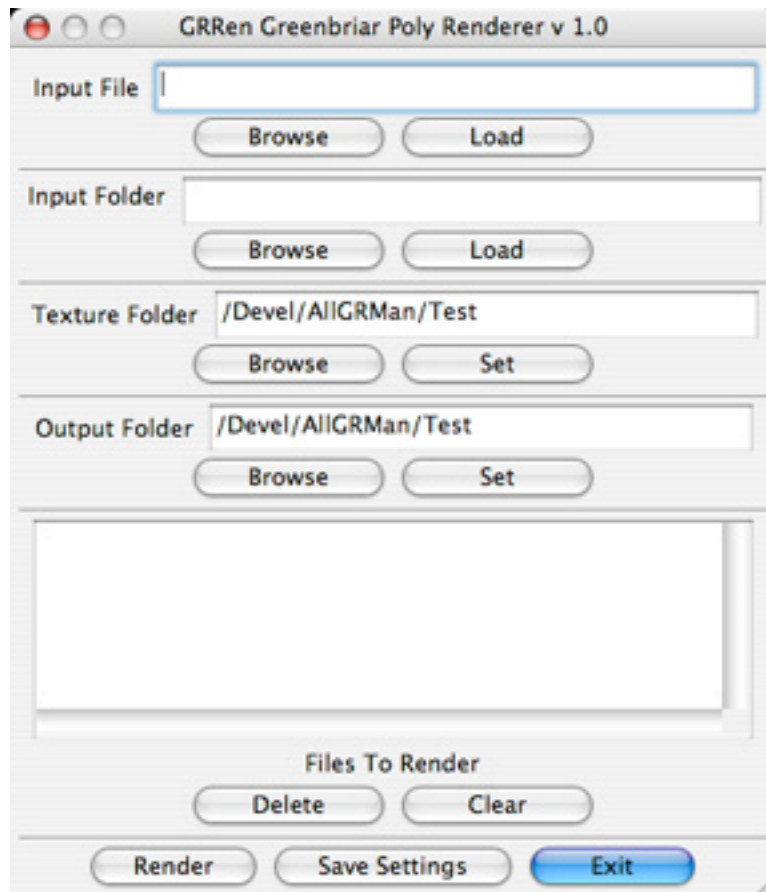 GRRen Greenbriar Poly Renderer v 1.0
Input File
Browse Load
Input Folder
Browse Load
Texture Folder /Devel/AllGRMan/Test
Browse Set
Output Folder /Devel/AllGRMan/Test
Browse Set
Files To Render
Delete Clear
Render Save Settings Exit